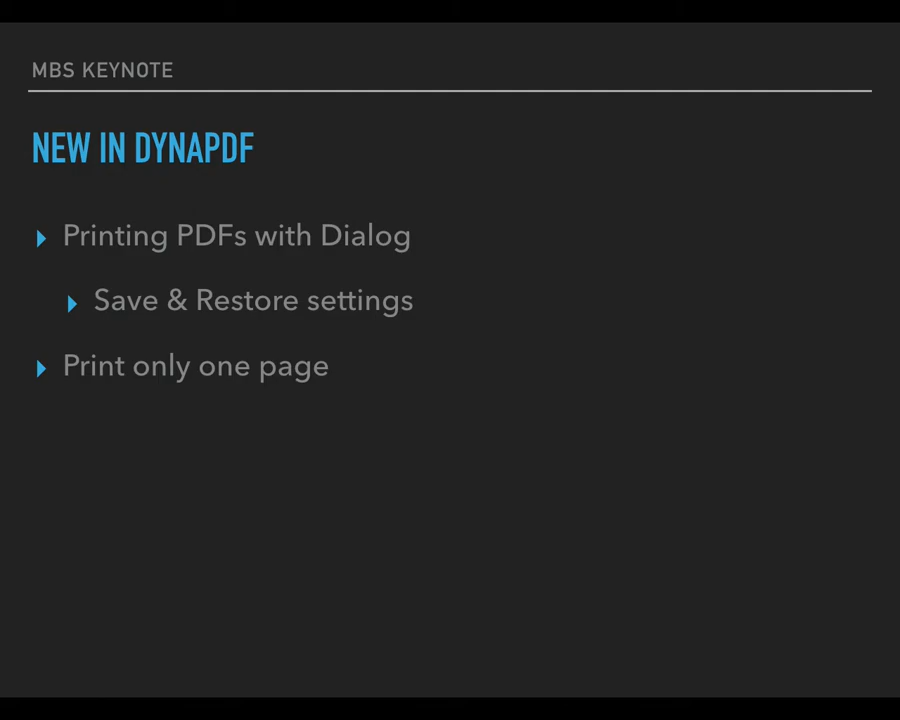 MBS KEYNOTE
NEW IN DYNAPDF
Printing PDFs with Dialog
Save & Restore settings
Print only one page